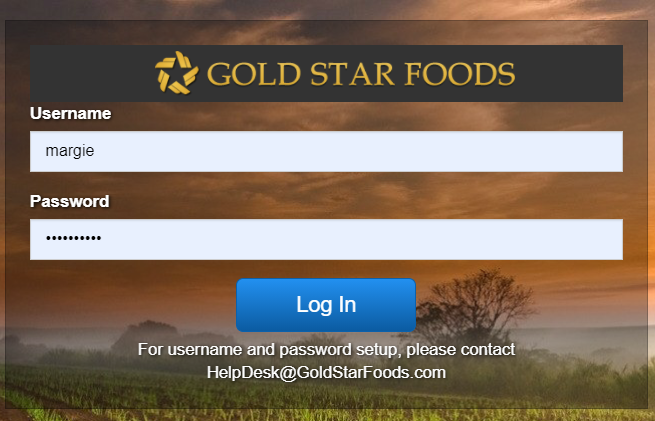 GOLD STAR FOODS
Username
margie
Password
••••••••••
Log In
For username and password setup, please contact
HelpDesk@GoldStarFoods.com